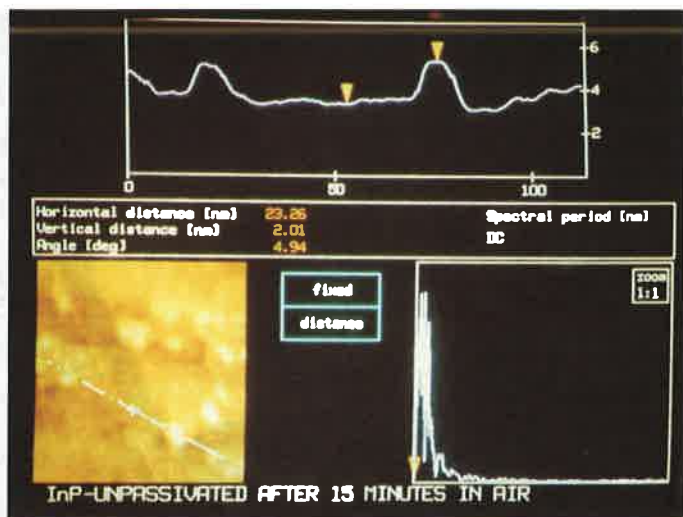 6
4
2
0 50 100
Horizontal distance [nm] 23.26 Spectral period [nm]
Vertical distance [nm] 2.01 DC
Angle [deg] 4.94
zoom
1:1
fixed
distance
InP-UNPASSIVATED AFTER 15 MINUTES IN AIR